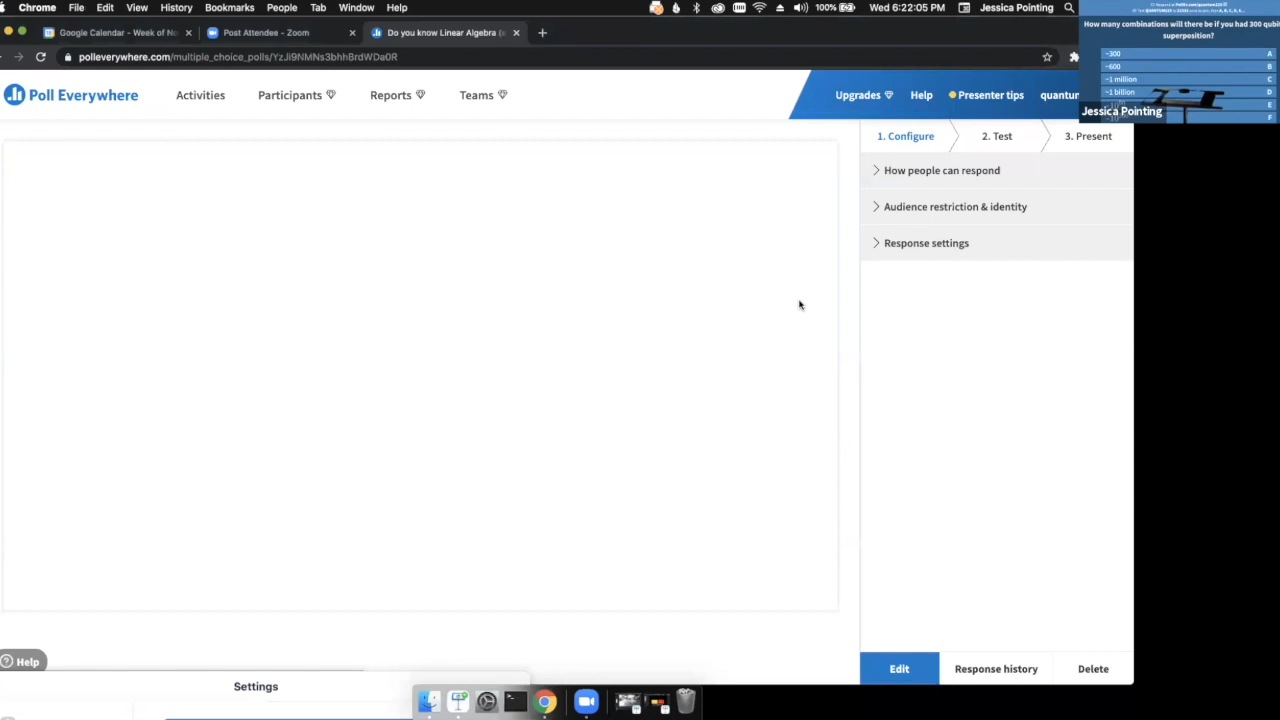 Chrome File Edit View History Bookmarks People Tab Window Help 100% Wed 6:22:05 PM Jessica Pointing
Google Calendar - Week of No
Post Attendee - Zoom
Do you know Linear Algebra (
polleverywhere.com/multiple_choice_polls/YzJi9NMNs3bhhBrdWDa0R
Poll Everywhere
Activities
Participants
Reports
Teams
Upgrades
Help
Presenter tips
quantum
How many combinations will there be if you had 300 qubit
superposition?
~300 A
~600 B
~1 million C
~1 billion D
E
F
Jessica Pointing
1. Configure
2. Test
3. Present
How people can respond
Audience restriction & identity
Response settings
Help
Edit
Response history
Delete
Settings